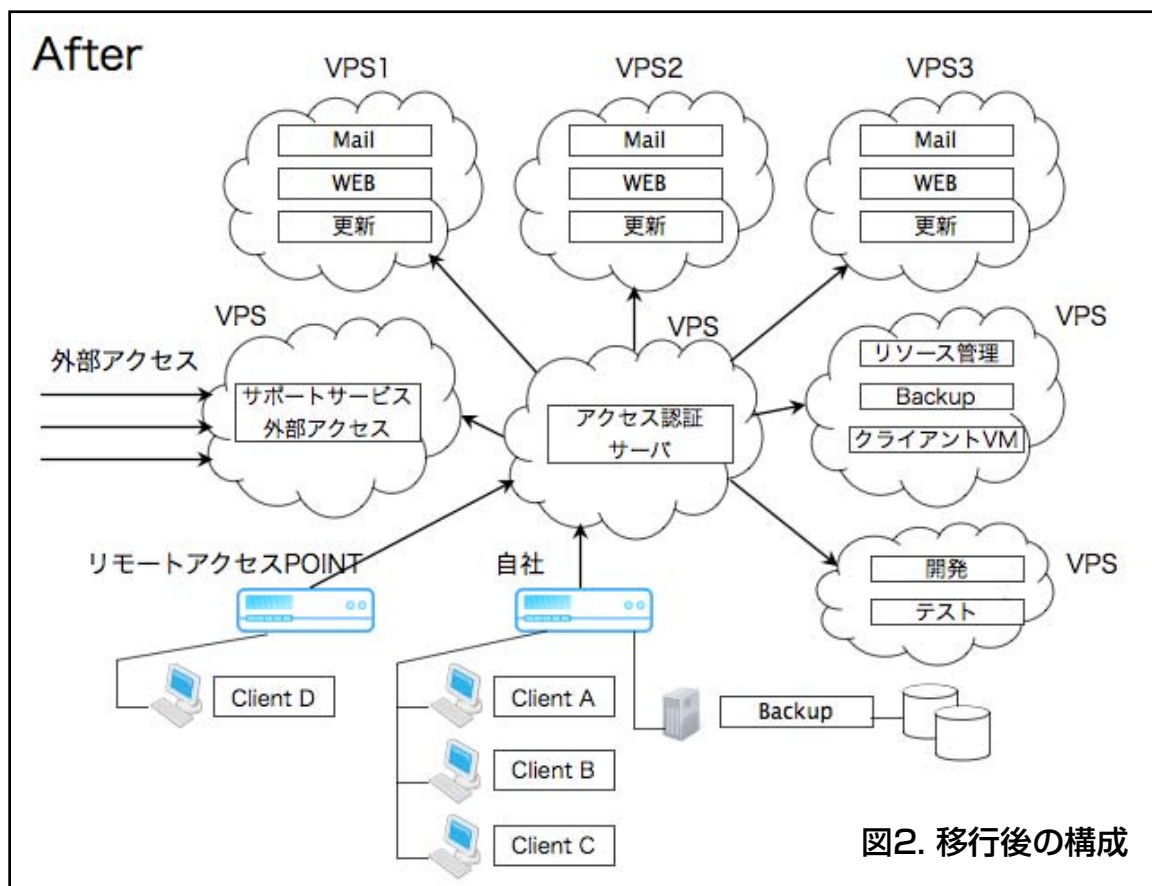 After
VPS1
VPS2
VPS3
Mail
WEB
更新
Mail
WEB
更新
Mail
WEB
更新
VPS
VPS
VPS
外部アクセス
サポートサービス
外部アクセス
アクセス認証
サーバ
リソース管理
Backup
クライアントVM
リモートアクセスPOINT
自社
VPS
開発
テスト
Client D
Client A
Backup
Client B
Client C
図2. 移行後の構成